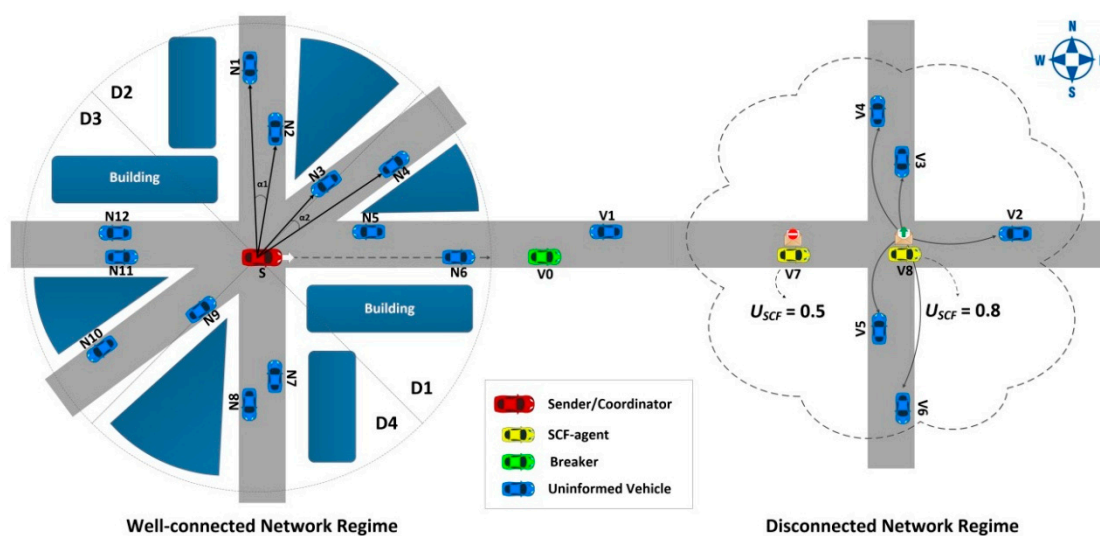 N
W
S
D2
D3
N1
N2
α1
N3
N4
α2
Building
N12
N11
S
N5
N6
V0
V1
V4
V3
V2
V7
V8
V5
V6
U_SCF = 0.5
U_SCF = 0.8
N9
N10
Building
N7
N8
D1
D4
Sender/Coordinator
SCF-agent
Breaker
Uninformed Vehicle
Well-connected Network Regime
Disconnected Network Regime